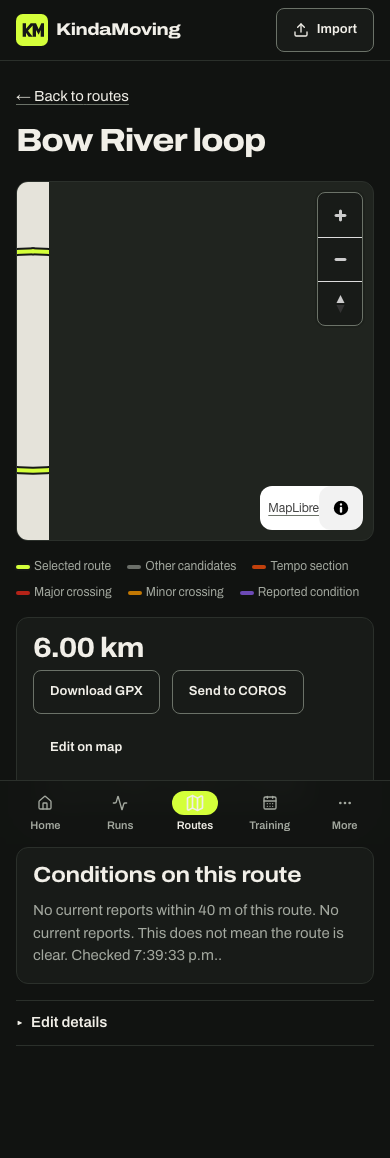 KM KindaMoving
Import
← Back to routes
Bow River loop
MapLibre
Selected route
Other candidates
Tempo section
Major crossing
Minor crossing
Reported condition
6.00 km
Download GPX
Send to COROS
Edit on map
Home
Runs
Routes
Training
More
Conditions on this route
No current reports within 40 m of this route. No
current reports. This does not mean the route is
clear. Checked 7:39:33 p.m..
Edit details